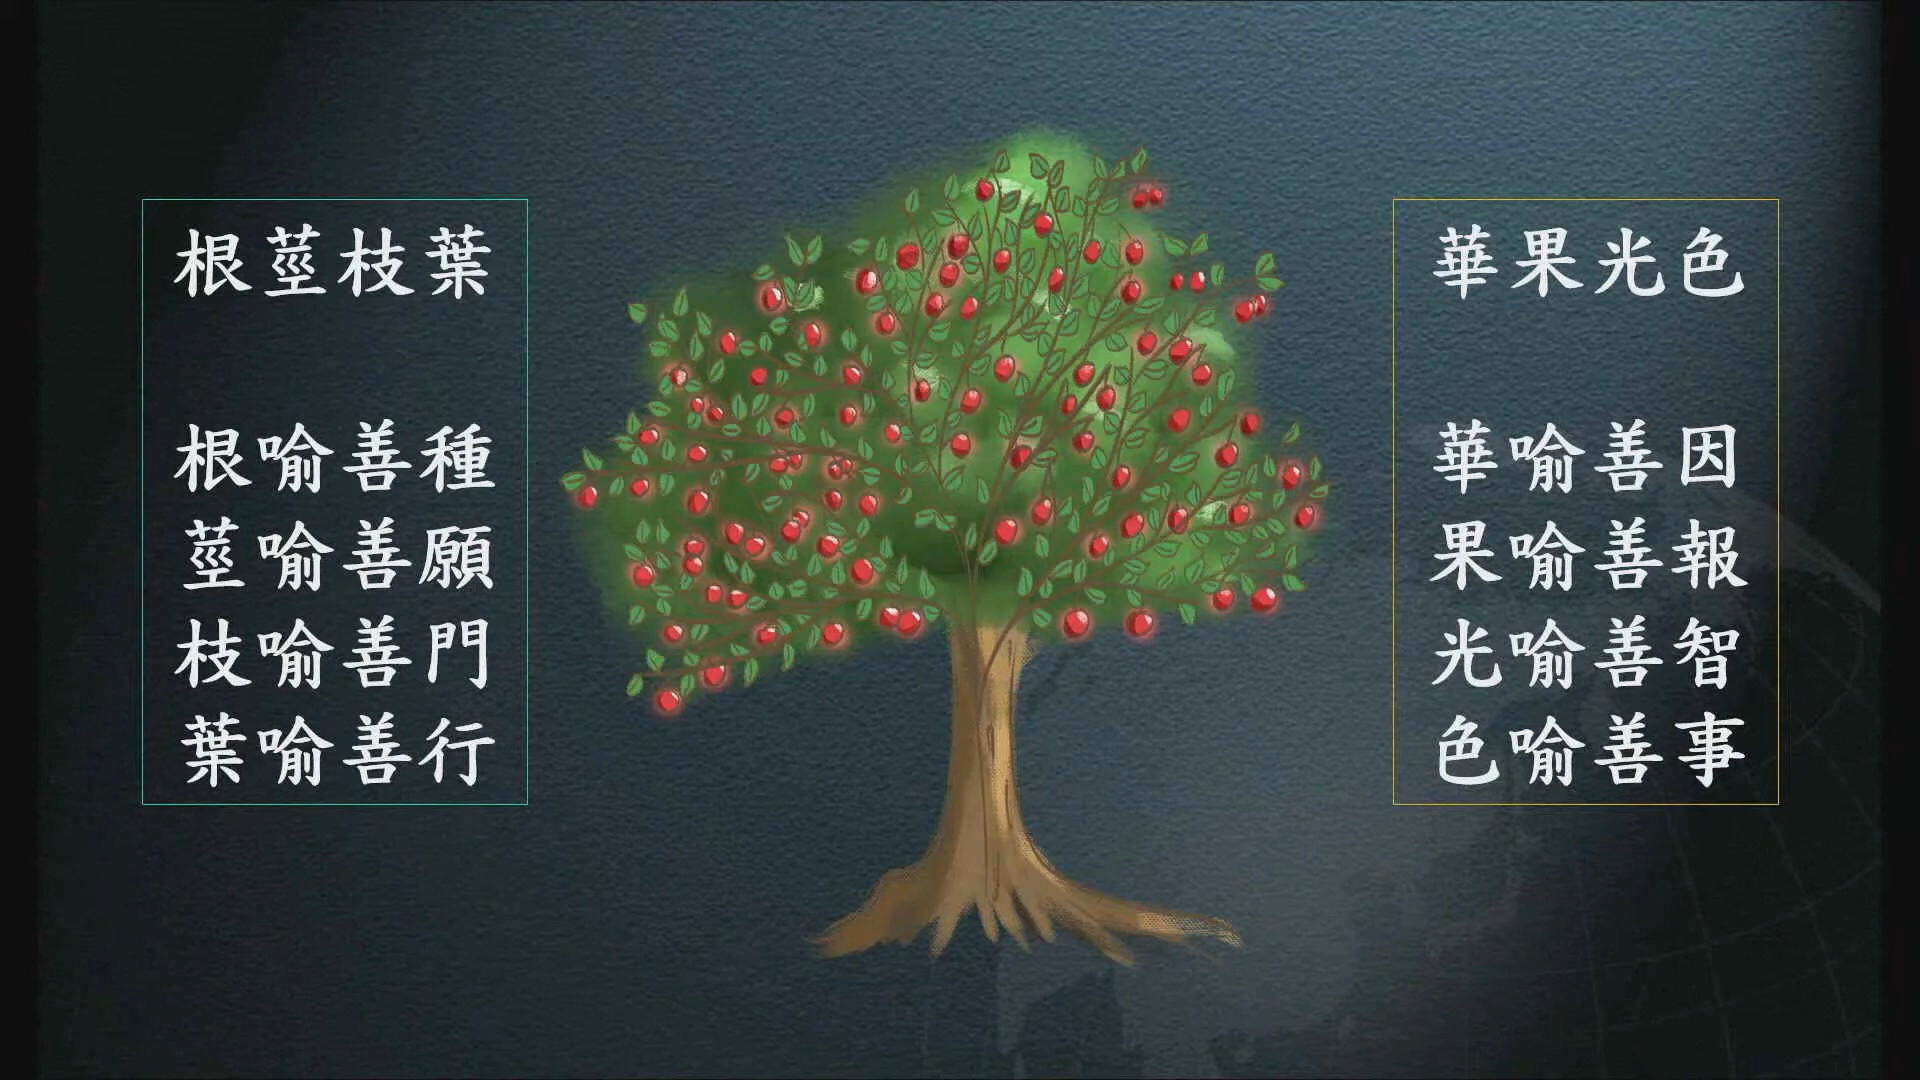 根莖枝葉
根喻善種
莖喻善願
枝喻善門
葉喻善行
華果光色
華喻善因
果喻善報
光喻善智
色喻善事